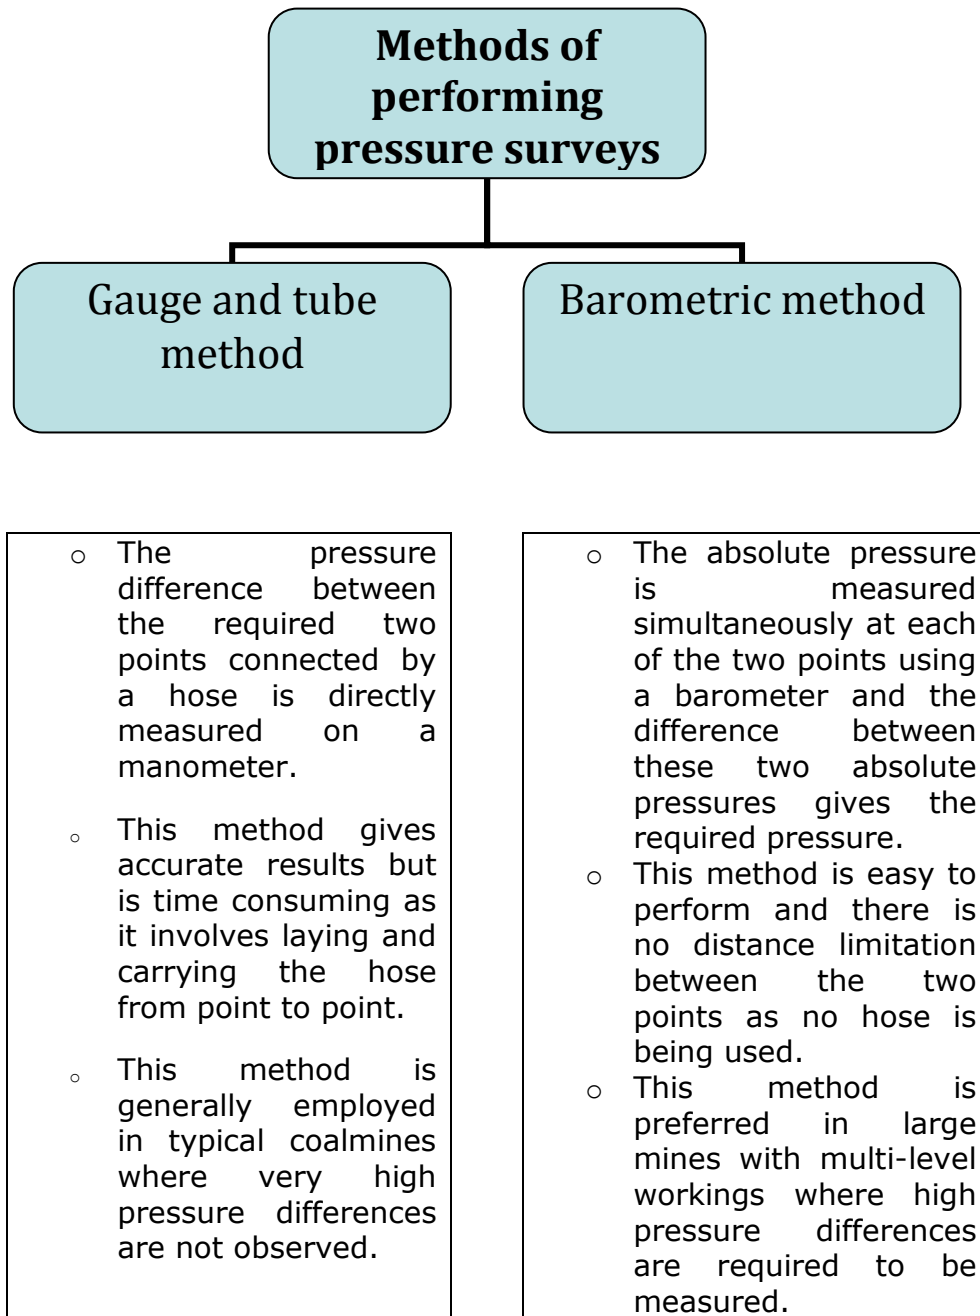 Methods of
performing
pressure surveys
Gauge and tube
method
Barometric method
o The pressure
difference between
the required two
points connected by
a hose is directly
measured on a
manometer.
o This method gives
accurate results but
is time consuming as
it involves laying and
carrying the hose
from point to point.
o This method is
generally employed
in typical coalmines
where very high
pressure differences
are not observed.
o The absolute pressure
is measured
simultaneously at each
of the two points using
a barometer and the
difference between
these two absolute
pressures gives the
required pressure.
o This method is easy to
perform and there is
no distance limitation
between the two
points as no hose is
being used.
o This method is
preferred in large
mines with multi-level
workings where high
pressure differences
are required to be
measured.